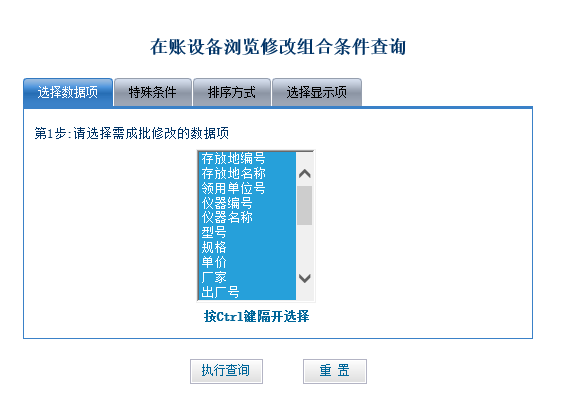 在账设备浏览修改组合条件查询
选择数据项 特殊条件 排序方式 选择显示项
第1步:请选择需成批修改的数据项
存放地编号
存放地名称
领用单位号
仪器编号
仪器名称
型号
规格
单价
厂家
出厂号
按Ctrl键隔开选择
执行查询 重 置